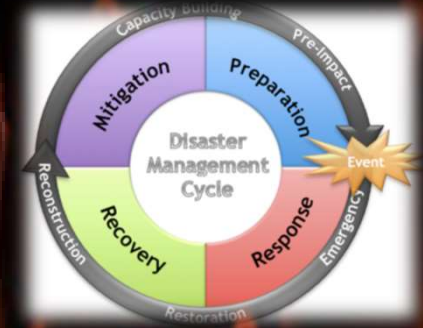 Capacity Building
Pre-Impact
Mitigation
Preparation
Disaster
Management
Cycle
Event
Reconstruction
Recovery
Response
Emergency
Restoration